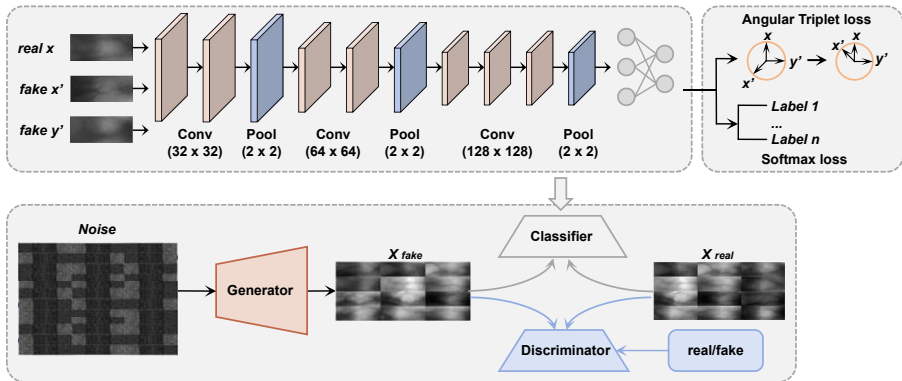 real x
fake x'
fake y'
Conv
(32 x 32)
Pool
(2 x 2)
Conv
(64 x 64)
Pool
(2 x 2)
Conv
(128 x 128)
Pool
(2 x 2)
Angular Triplet loss
x
y'
x'
x'
x
y'
Label 1
...
Label n
Softmax loss
Noise
Generator
X fake
Classifier
X real
Discriminator
real/fake